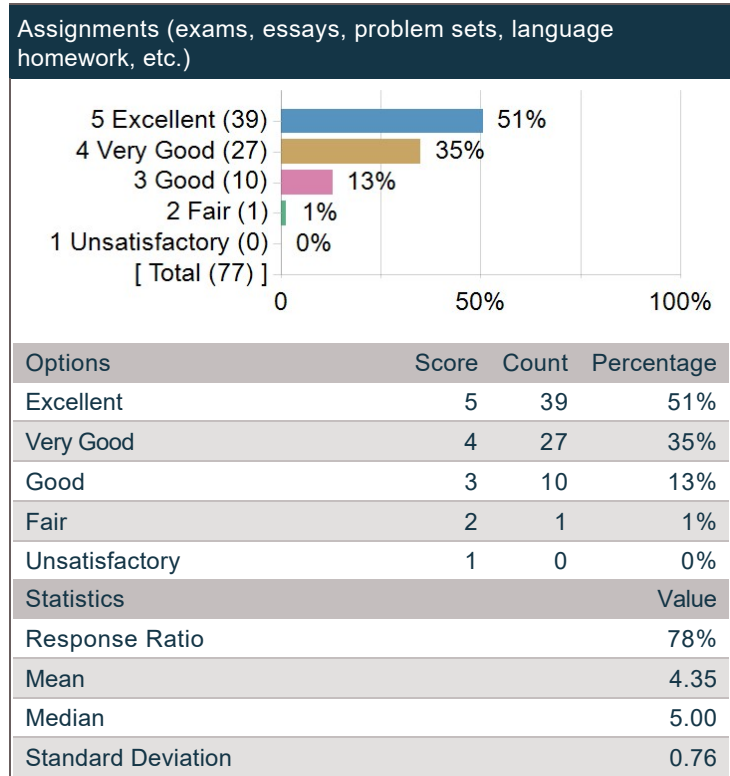 Assignments (exams, essays, problem sets, language
homework, etc.)
5 Excellent (39) 51%
4 Very Good (27) 35%
3 Good (10) 13%
2 Fair (1) 1%
1 Unsatisfactory (0) 0%
[ Total (77) ]
0 50% 100%
Options Score Count Percentage
Excellent 5 39 51%
Very Good 4 27 35%
Good 3 10 13%
Fair 2 1 1%
Unsatisfactory 1 0 0%
Statistics Value
Response Ratio 78%
Mean 4.35
Median 5.00
Standard Deviation 0.76